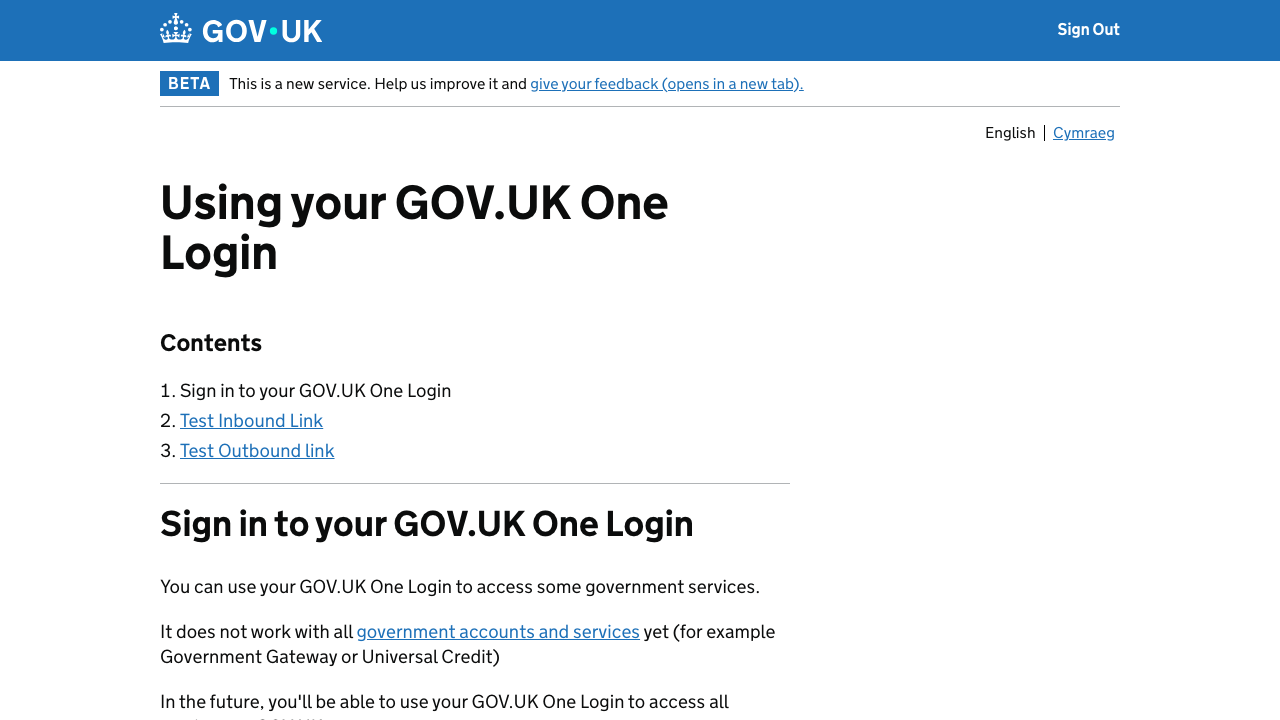 GOV·UK
Sign Out
BETA This is a new service. Help us improve it and give your feedback (opens in a new tab).
English | Cymraeg
Using your GOV.UK One
Login
Contents
1. Sign in to your GOV.UK One Login
2. Test Inbound Link
3. Test Outbound link
Sign in to your GOV.UK One Login
You can use your GOV.UK One Login to access some government services.
It does not work with all government accounts and services yet (for example
Government Gateway or Universal Credit)
In the future, you'll be able to use your GOV.UK One Login to access all